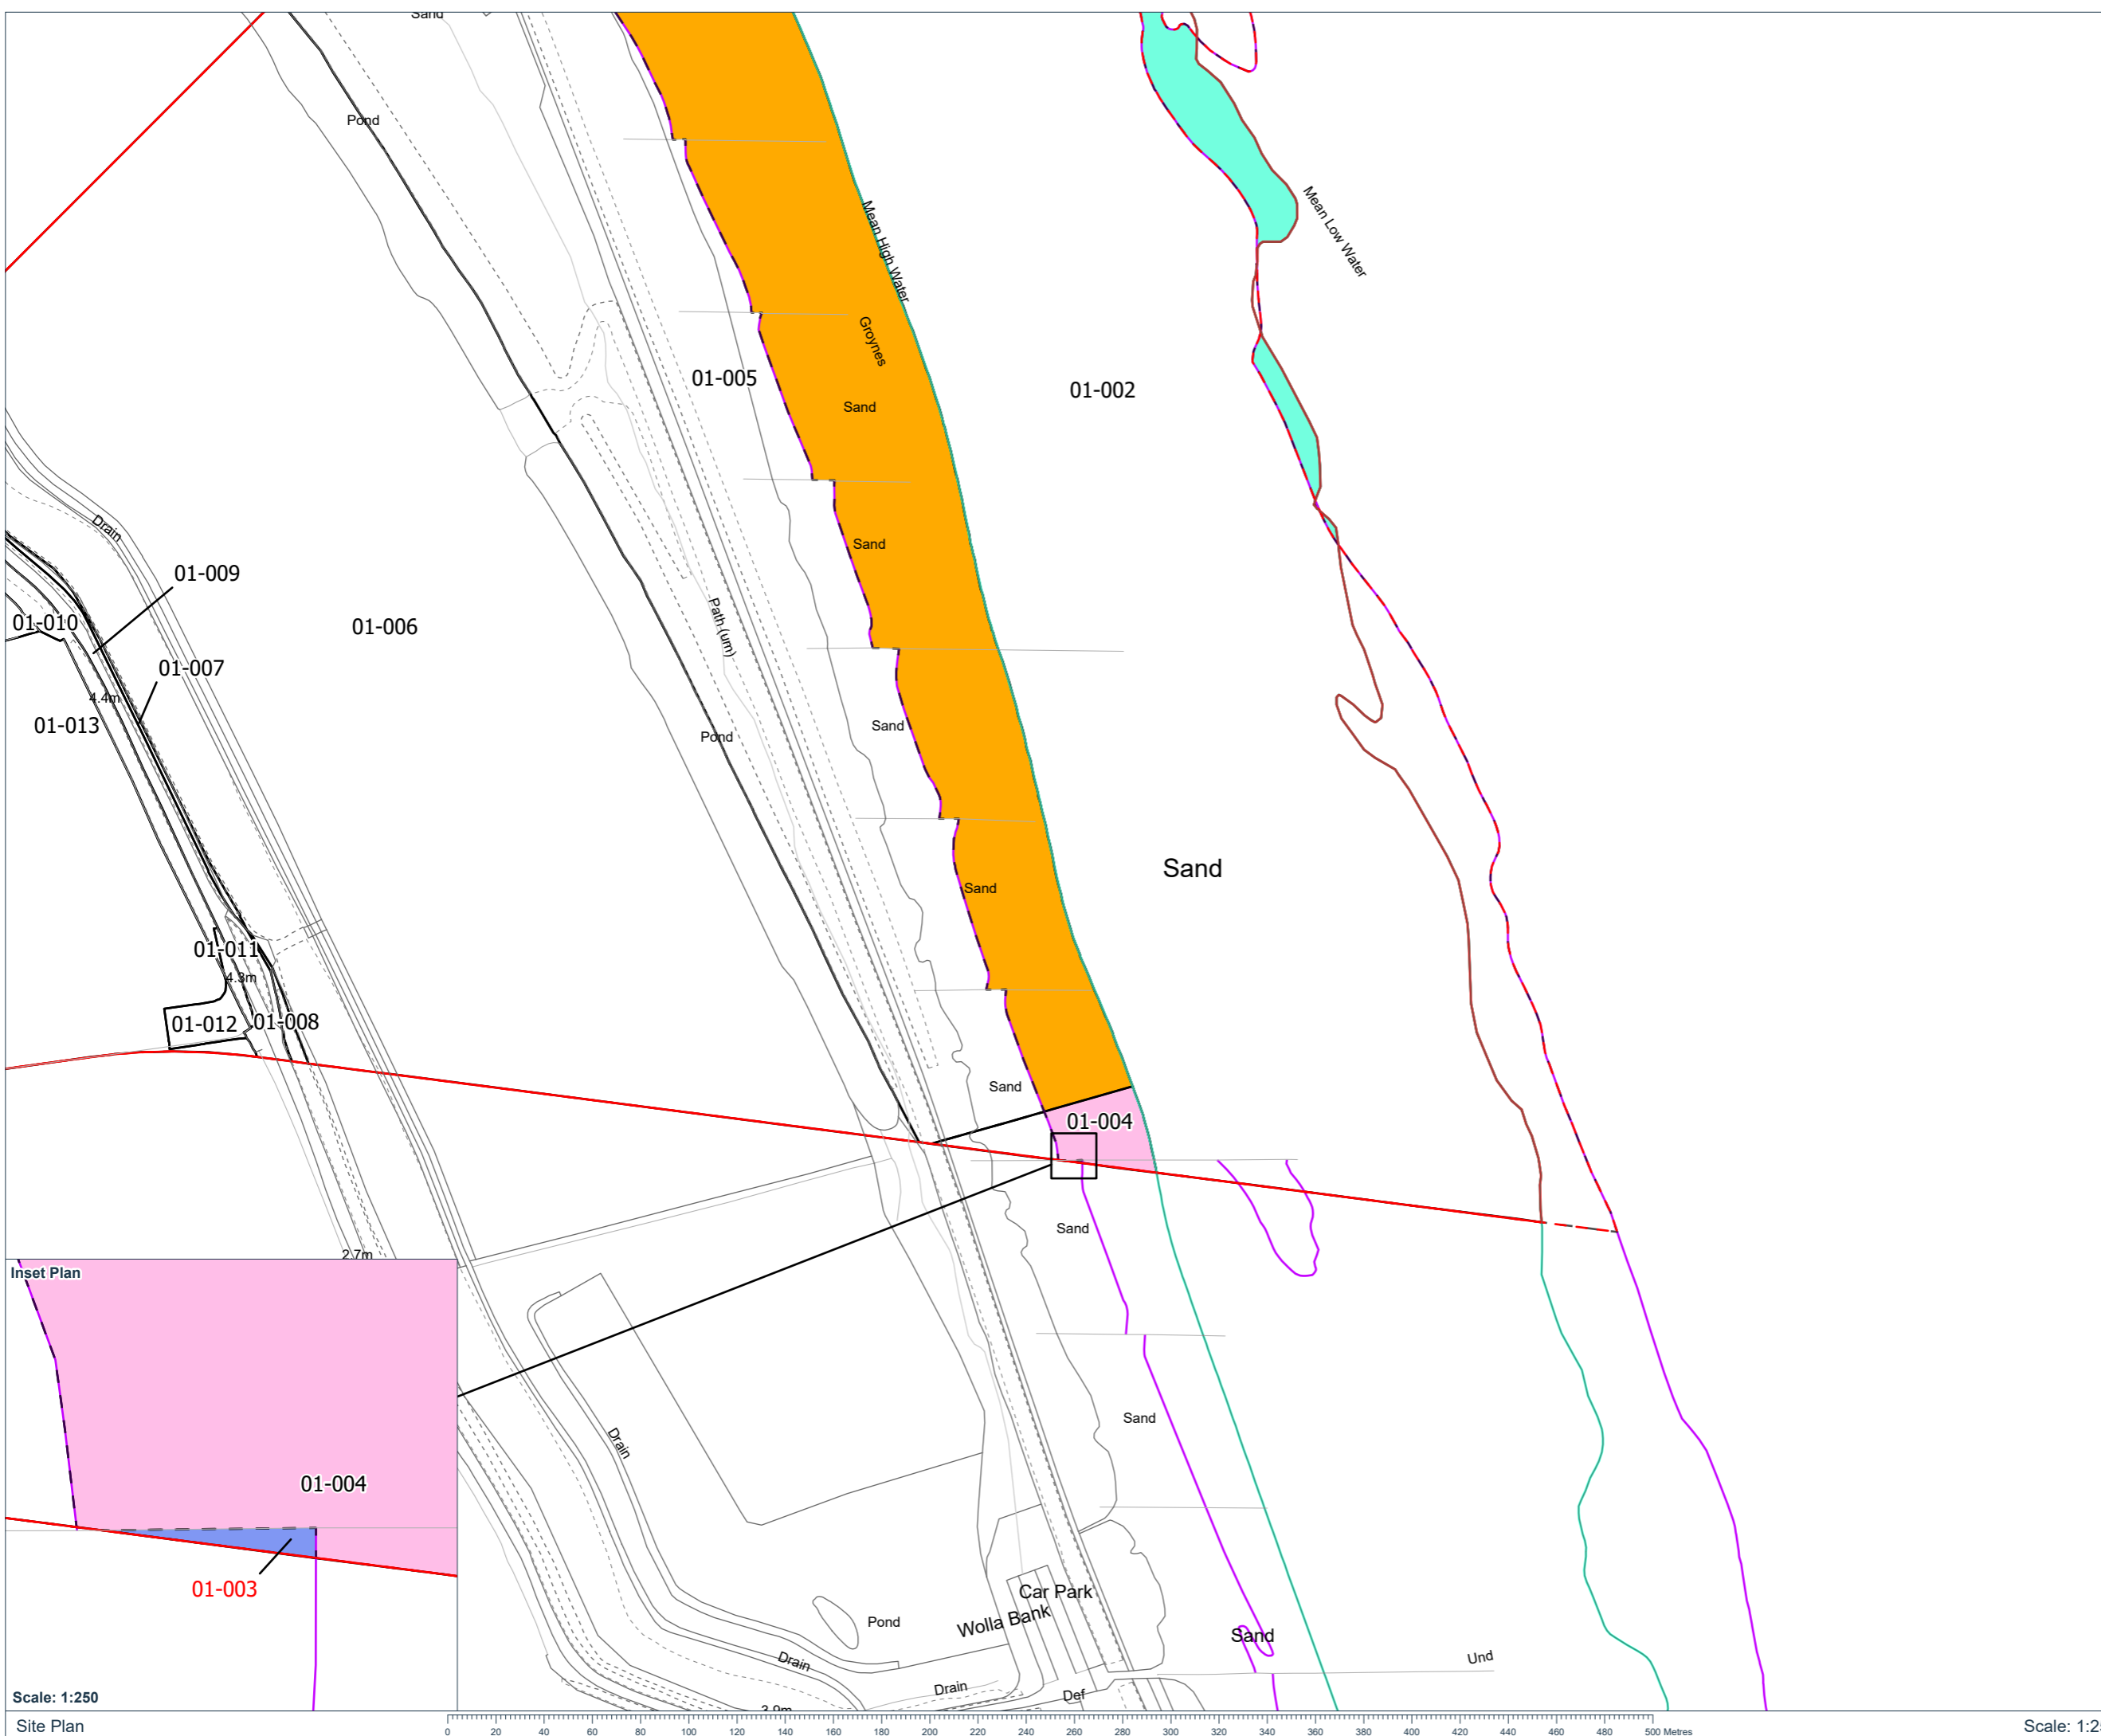 Sand
Pond
Mean High Water
Mean Low Water
Groynes
01-005
01-002
Sand
Drain
Sand
01-009
Path (um)
01-010
01-006
01-007
4.4m
01-013
Sand
Pond
Sand
Sand
01-011
4.3m
01-012
01-008
Sand
01-004
Sand
2.7m
Inset Plan
Sand
Drain
01-004
01-003
Car Park
Wolla Bank
Pond
Sand
Und
Drain
Drain
Def
Scale: 1:250
3.9m
Site Plan
0 20 40 60 80 100 120 140 160 180 200 220 240 260 280 300 320 340 360 380 400 420 440 460 480 500 Metres